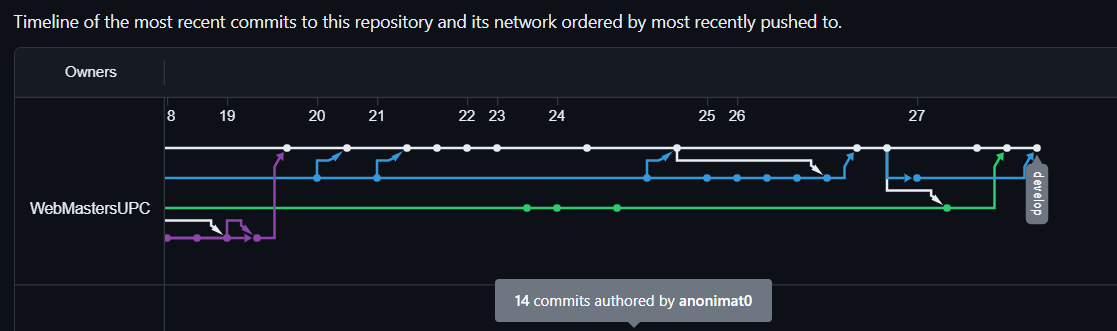 Timeline of the most recent commits to this repository and its network ordered by most recently pushed to.
Owners
8 19 20 21 22 23 24 25 26 27
WebMastersUPC
develop
14 commits authored by anonimat0